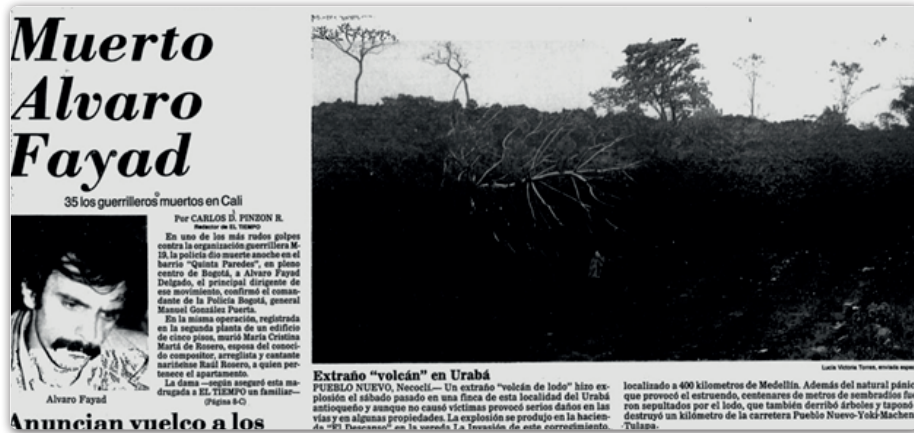 Muerto
Alvaro
Fayad
35 los guerrilleros muertos en Cali
Por CARLOS D. PINZON R.
Redactor de EL TIEMPO
En uno de los más rudos golpes
contra la organización guerrillera M-
19, la policía dio muerte anoche en el
barrio "Quinta Paredes", en pleno
centro de Bogotá, a Alvaro Fayad
Delgado, el principal dirigente de
ese movimiento, confirmó el coman-
dante de la Policía Bogotá, general
Manuel González Puerta.
En la misma operación, registrada
en la segunda planta de un edificio
de cinco pisos, murió María Cristina
Martá de Rosero, esposa del conoci-
do compositor, arreglista y cantante
nariñense Raúl Rosero, a quien per-
tenece el apartamento.
La dama —según aseguró esta ma-
drugada a EL TIEMPO un familiar—
(Página 8-C)
Alvaro Fayad
Anuncian vuelco a los
Lucía Victoria Torres, enviada espe
Extraño "volcán" en Urabá
PUEBLO NUEVO, Necoclí.— Un extraño "volcán de lodo" hizo ex-
plosión el sábado pasado en una finca de esta localidad del Urabá
antioqueño y aunque no causó víctimas provocó serios daños en las
vías y en algunas propiedades. La explosión se produjo en la hacien-
da "El Descanso" en la vereda La Invasión de este corregimiento,
localizado a 400 kilometros de Medellín. Además del natural pánic
que provocó el estruendo, centenares de metros de sembradíos fue
ron sepultados por el lodo, que también derribó árboles y taponó
destruyó un kilómetro de la carretera Pueblo Nuevo-Yoki-Machen
-Tulapa.